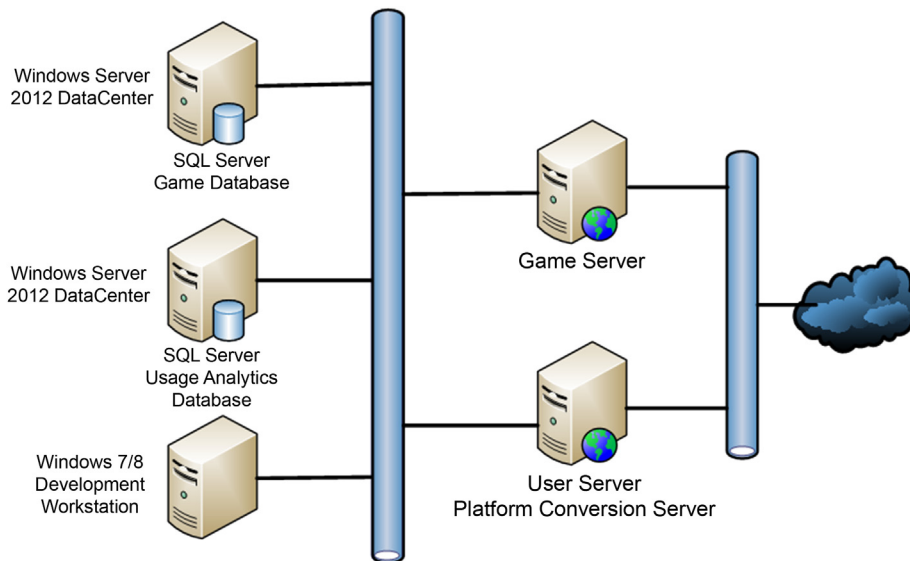 Windows Server
2012 DataCenter
SQL Server
Game Database
Windows Server
2012 DataCenter
SQL Server
Usage Analytics
Database
Windows 7/8
Development
Workstation
Game Server
User Server
Platform Conversion Server